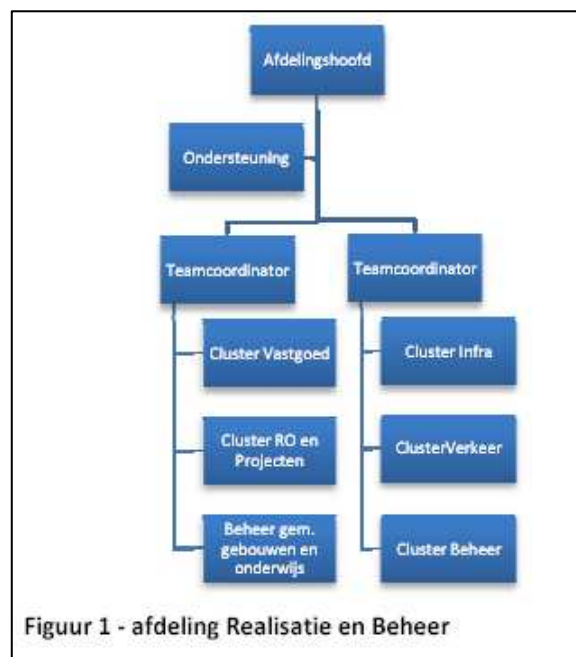 Afdelingshoofd
Ondersteuning
Teamcoordinator
Teamcoordinator
Cluster Vastgoed
Cluster Infra
Cluster RO en
Projecten
ClusterVerkeer
Beheer gem.
gebouwen en
onderwijs
Cluster Beheer
Figuur 1 - afdeling Realisatie en Beheer